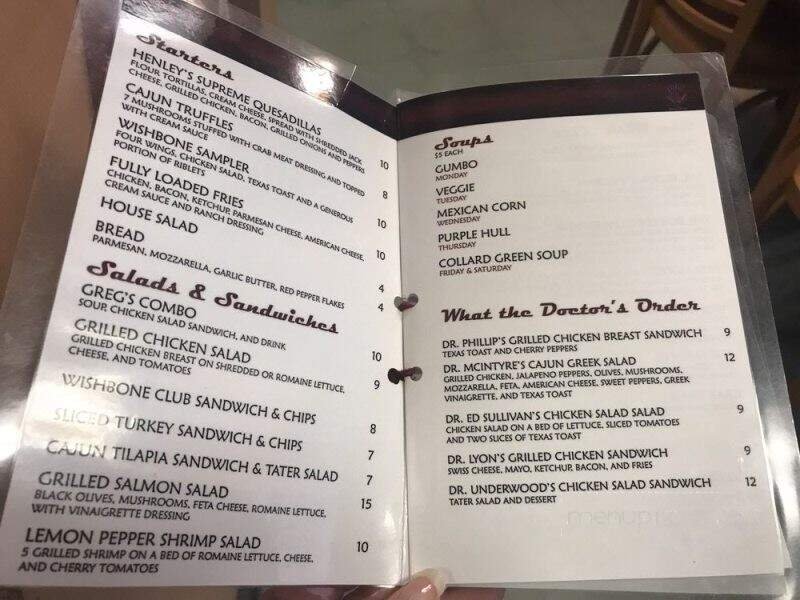 Starters
HENLEY'S SUPREME QUESADILLAS
FLOUR TORTILLAS, CREAM CHEESE, SPREAD WITH SHREDDED JACK
CHEESE, GRILLED CHICKEN, BACON, GRILLED ONIONS AND PEPPERS 10
CAJUN TRUFFLES
7 MUSHROOMS STUFFED WITH CRAB MEAT DRESSING AND TOPPED
WITH CREAM SAUCE 8
WISHBONE SAMPLER
FOUR WINGS, CHICKEN SALAD, TEXAS TOAST AND A GENEROUS
PORTION OF RIBLETS 10
FULLY LOADED FRIES
CHICKEN, BACON, KETCHUP, PARMESAN CHEESE, AMERICAN CHEESE,
CREAM SAUCE AND RANCH DRESSING 10
HOUSE SALAD 4
BREAD
PARMESAN, MOZZARELLA, GARLIC BUTTER, RED PEPPER FLAKES 4
Salads & Sandwiches
GREG'S COMBO
SOUP, CHICKEN SALAD SANDWICH, AND DRINK 10
GRILLED CHICKEN SALAD
GRILLED CHICKEN BREAST ON SHREDDED OR ROMAINE LETTUCE,
CHEESE, AND TOMATOES 9
WISHBONE CLUB SANDWICH & CHIPS 8
SLICED TURKEY SANDWICH & CHIPS 7
CAJUN TILAPIA SANDWICH & TATER SALAD 7
GRILLED SALMON SALAD
BLACK OLIVES, MUSHROOMS, FETA CHEESE, ROMAINE LETTUCE,
WITH VINAIGRETTE DRESSING 15
LEMON PEPPER SHRIMP SALAD
5 GRILLED SHRIMP ON A BED OF ROMAINE LETTUCE, CHEESE,
AND CHERRY TOMATOES 10
Soups
$5 EACH
GUMBO
MONDAY
VEGGIE
TUESDAY
MEXICAN CORN
WEDNESDAY
PURPLE HULL
THURSDAY
COLLARD GREEN SOUP
FRIDAY & SATURDAY
What the Doctor's Order
DR. PHILLIP'S GRILLED CHICKEN BREAST SANDWICH 9
TEXAS TOAST AND CHERRY PEPPERS
DR. MCINTYRE'S CAJUN GREEK SALAD 12
GRILLED CHICKEN, JALAPENO PEPPERS, OLIVES, MUSHROOMS,
MOZZARELLA, FETA, AMERICAN CHEESE, SWEET PEPPERS, GREEK
VINAIGRETTE, AND TEXAS TOAST
DR. ED SULLIVAN'S CHICKEN SALAD SALAD 9
CHICKEN SALAD ON A BED OF LETTUCE, SLICED TOMATOES
AND TWO SLICES OF TEXAS TOAST
DR. LYON'S GRILLED CHICKEN SANDWICH 9
SWISS CHEESE, MAYO, KETCHUP, BACON, AND FRIES
DR. UNDERWOOD'S CHICKEN SALAD SANDWICH 12
TATER SALAD AND DESSERT